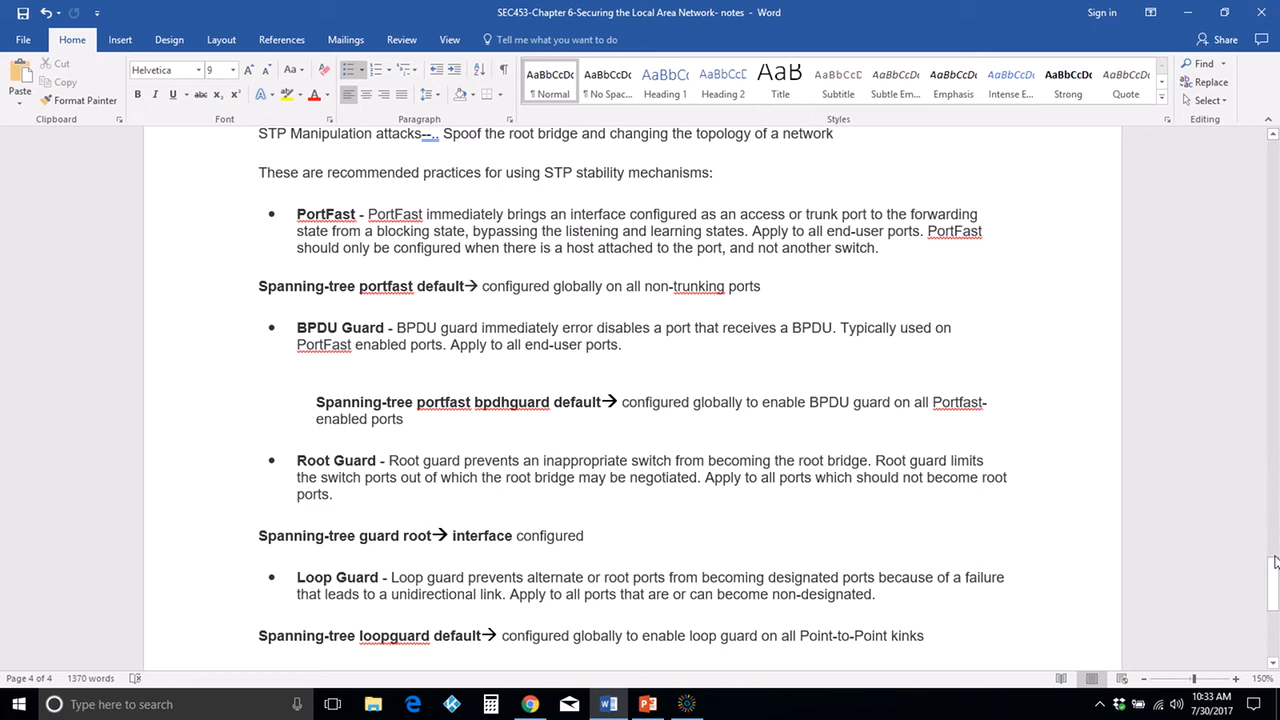 SEC453-Chapter 6-Securing the Local Area Network- notes - Word
Sign in
File Home Insert Design Layout References Mailings Review View Tell me what you want to do Share
Paste
Cut
Copy
Format Painter
Clipboard
Helvetica 9
Font
Paragraph
AaBbCcDc AaBbCcDc AaBbCc AaBbCcD AaB AaBbCcD AaBbCcDc AaBbCcDc AaBbCcDc AaBbCcDc AaBbCcDc
¶ Normal ¶ No Spac... Heading 1 Heading 2 Title Subtitle Subtle Em... Emphasis Intense E... Strong Quote
Styles
Find
Replace
Select
Editing
STP Manipulation attacks--.. Spoof the root bridge and changing the topology of a network
These are recommended practices for using STP stability mechanisms:
• PortFast - PortFast immediately brings an interface configured as an access or trunk port to the forwarding
state from a blocking state, bypassing the listening and learning states. Apply to all end-user ports. PortFast
should only be configured when there is a host attached to the port, and not another switch.
Spanning-tree portfast default→ configured globally on all non-trunking ports
• BPDU Guard - BPDU guard immediately error disables a port that receives a BPDU. Typically used on
PortFast enabled ports. Apply to all end-user ports.
Spanning-tree portfast bpdhguard default→ configured globally to enable BPDU guard on all Portfast-
enabled ports
• Root Guard - Root guard prevents an inappropriate switch from becoming the root bridge. Root guard limits
the switch ports out of which the root bridge may be negotiated. Apply to all ports which should not become root
ports.
Spanning-tree guard root→ interface configured
• Loop Guard - Loop guard prevents alternate or root ports from becoming designated ports because of a failure
that leads to a unidirectional link. Apply to all ports that are or can become non-designated.
Spanning-tree loopguard default→ configured globally to enable loop guard on all Point-to-Point kinks
Page 4 of 4 1370 words
150%
Type here to search
10:33 AM
7/30/2017